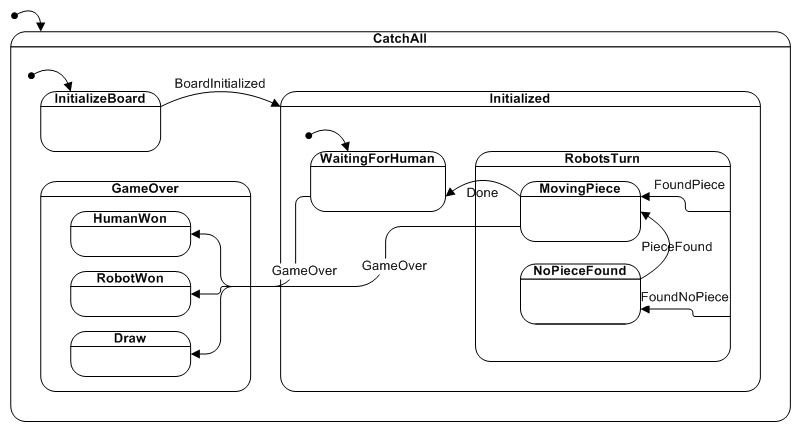 CatchAll
InitializeBoard
BoardInitialized
Initialized
WaitingForHuman
RobotsTurn
MovingPiece
FoundPiece
Done
GameOver
HumanWon
RobotWon
Draw
GameOver
GameOver
PieceFound
NoPieceFound
FoundNoPiece